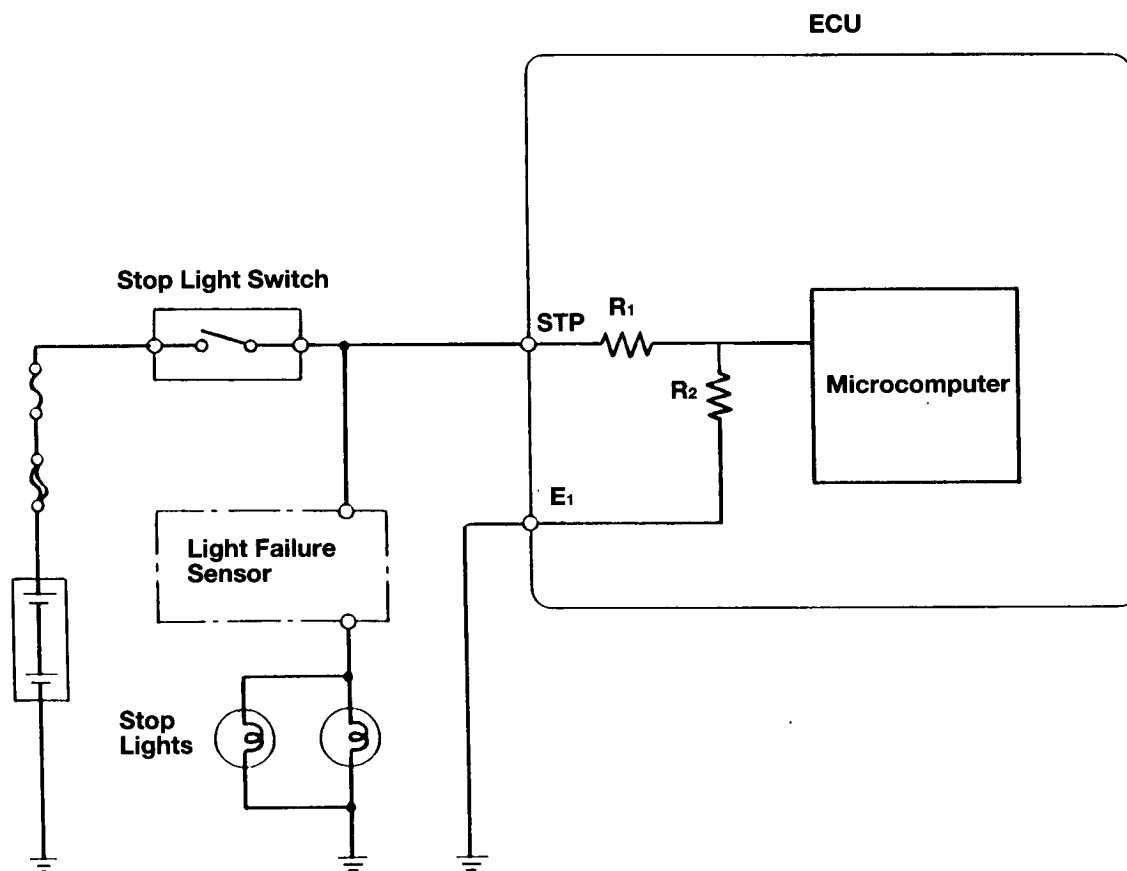 ECU
Stop Light Switch
STP
R1
R2
Microcomputer
E1
Light Failure
Sensor
Stop
Lights